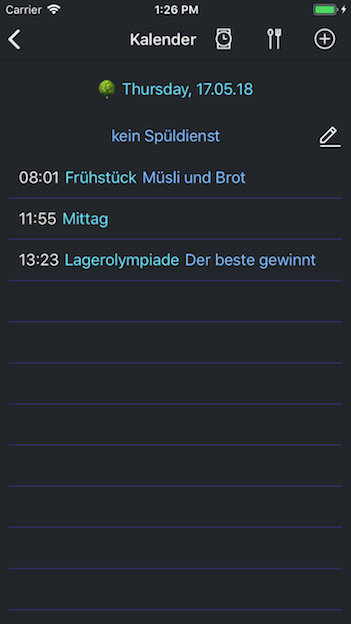 Carrier 1:26 PM
Kalender
Thursday, 17.05.18
kein Spüldienst
08:01 Frühstück Müsli und Brot
11:55 Mittag
13:23 Lagerolympiade Der beste gewinnt